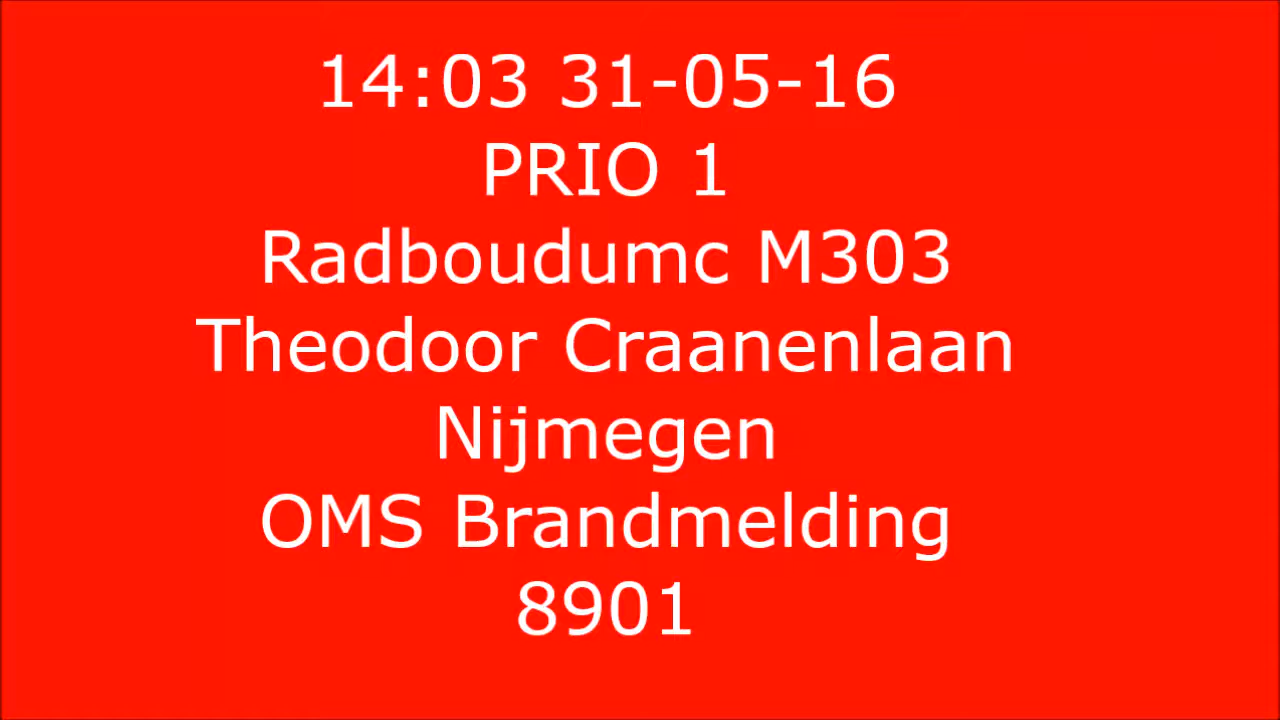 14:03 31-05-16
PRIO 1
Radboudumc M303
Theodoor Craanenlaan
Nijmegen
OMS Brandmelding
8901